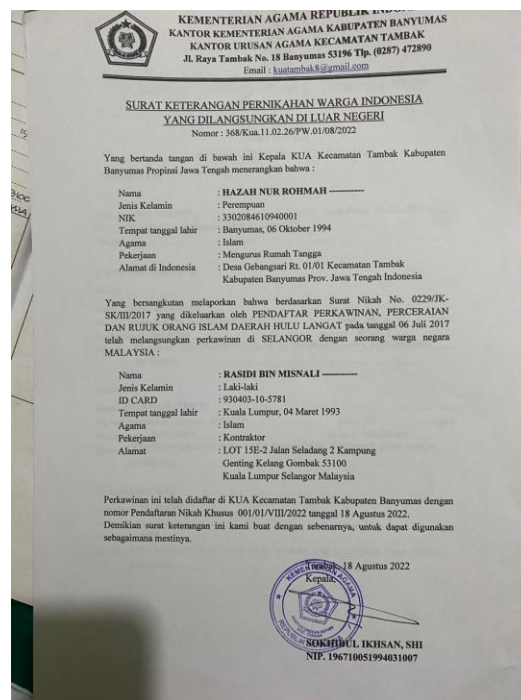 KEMENTERIAN AGAMA REPUBLIK
KANTOR KEMENTERIAN AGAMA KABUPATEN BANYUMAS
KANTOR URUSAN AGAMA KECAMATAN TAMBAK
Jl. Raya Tambak No. 18 Banyumas 53196 Tlp. (0287) 472890
Email : kuatambak8@gmail.com
SURAT KETERANGAN PERNIKAHAN WARGA INDONESIA
YANG DILANGSUNGKAN DI LUAR NEGERI
Nomor : 368/Kua.11.02.26/PW.01/08/2022
Yang bertanda tangan di bawah ini Kepala KUA Kecamatan Tambak Kabupaten
Banyumas Propinsi Jawa Tengah menerangkan bahwa :
Nama : HAZAH NUR ROHMAH -----------
Jenis Kelamin : Perempuan
NIK : 3302084610940001
Tempat tanggal lahir : Banyumas, 06 Oktober 1994
Agama : Islam
Pekerjaan : Mengurus Rumah Tangga
Alamat di Indonesia : Desa Gebangsari Rt. 01/01 Kecamatan Tambak
Kabupaten Banyumas Prov. Jawa Tengah Indonesia
Yang bersangkutan melaporkan bahwa berdasarkan Surat Nikah No. 0229/JK-
SK/III/2017 yang dikeluarkan oleh PENDAFTAR PERKAWINAN, PERCERAIAN
DAN RUJUK ORANG ISLAM DAERAH HULU LANGAT pada tanggal 06 Juli 2017
telah melangsungkan perkawinan di SELANGOR dengan seorang warga negara
MALAYSIA :
Nama : RASIDI BIN MISNALI -----------
Jenis Kelamin : Laki-laki
ID CARD : 930403-10-5781
Tempat tanggal lahir : Kuala Lumpur, 04 Maret 1993
Agama : Islam
Pekerjaan : Kontraktor
Alamat : LOT 15E-2 Jalan Seladang 2 Kampung
Genting Kelang Gombak 53100
Kuala Lumpur Selangor Malaysia
Perkawinan ini telah didaftar di KUA Kecamatan Tambak Kabupaten Banyumas dengan
nomor Pendaftaran Nikah Khusus 001/01/VIII/2022 tanggal 18 Agustus 2022.
Demikian surat keterangan ini kami buat dengan sebenarnya, untuk dapat digunakan
sebagaimana mestinya.
Tambak, 18 Agustus 2022
Kepala,
KEMENTERIAN AGAMA
REPUBLIK
SOKHIBUL IKHSAN, SHI
NIP. 196710051994031007